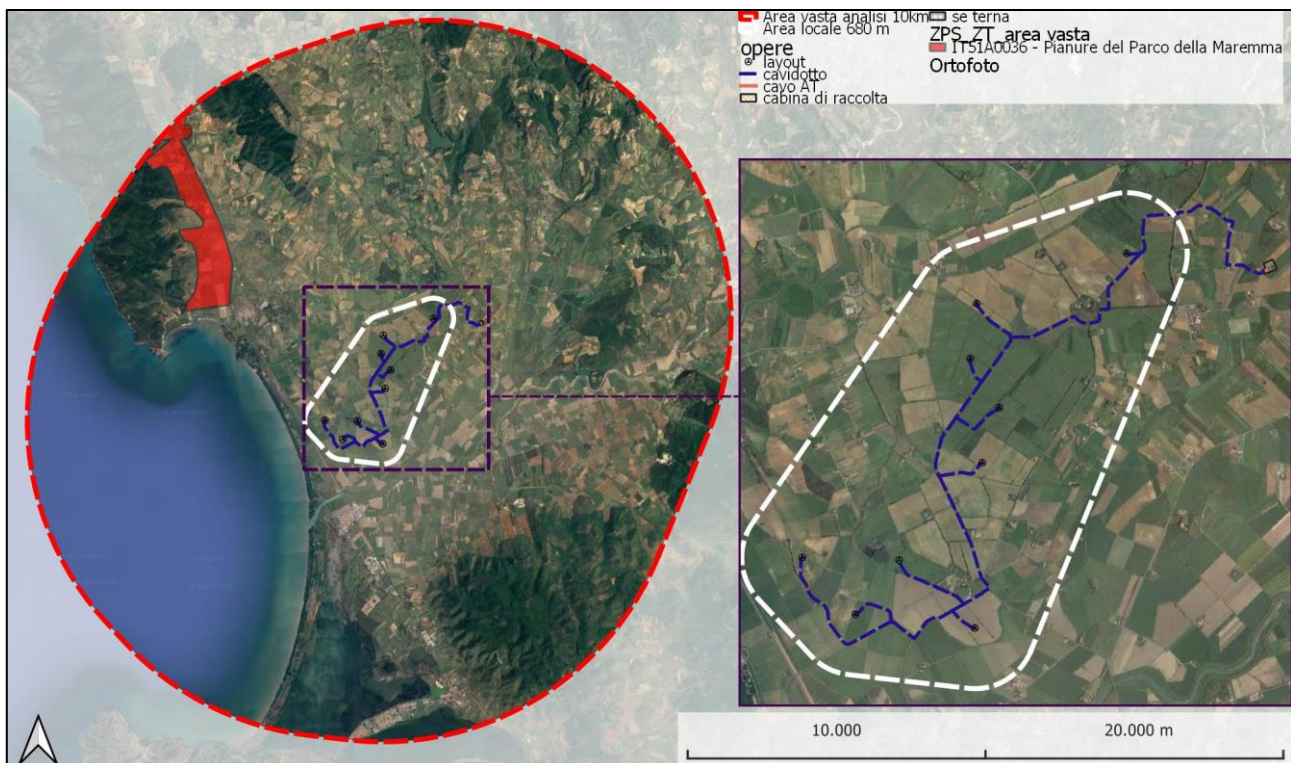 Area vasta analisi 10km
Area locale 680 m
opere
layout
cavidotto
cavo AT
cabina di raccolta
se terna
ZPS_ZT_area vasta
IT51A0036 - Pianure del Parco della Maremma
Ortofoto
10.000 20.000 m